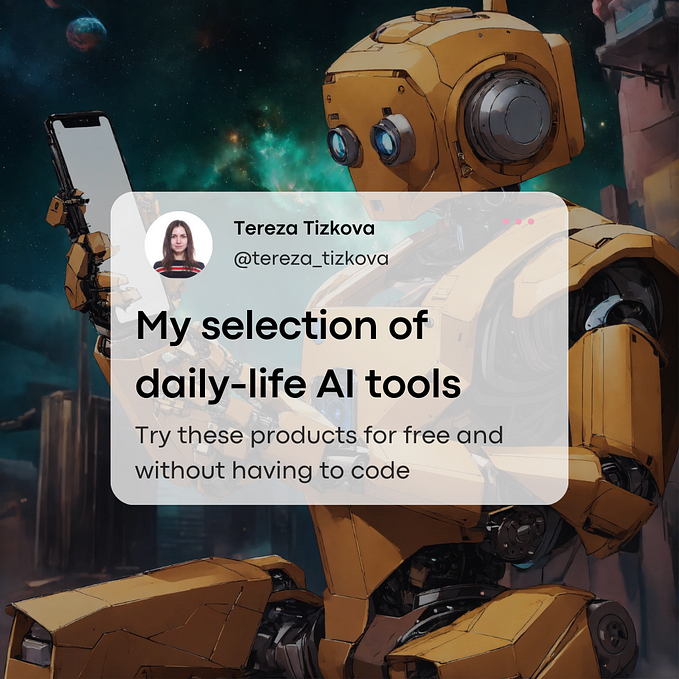 Tereza Tizkova
@tereza_tizkova
My selection of
daily-life AI tools
Try these products for free and
without having to code